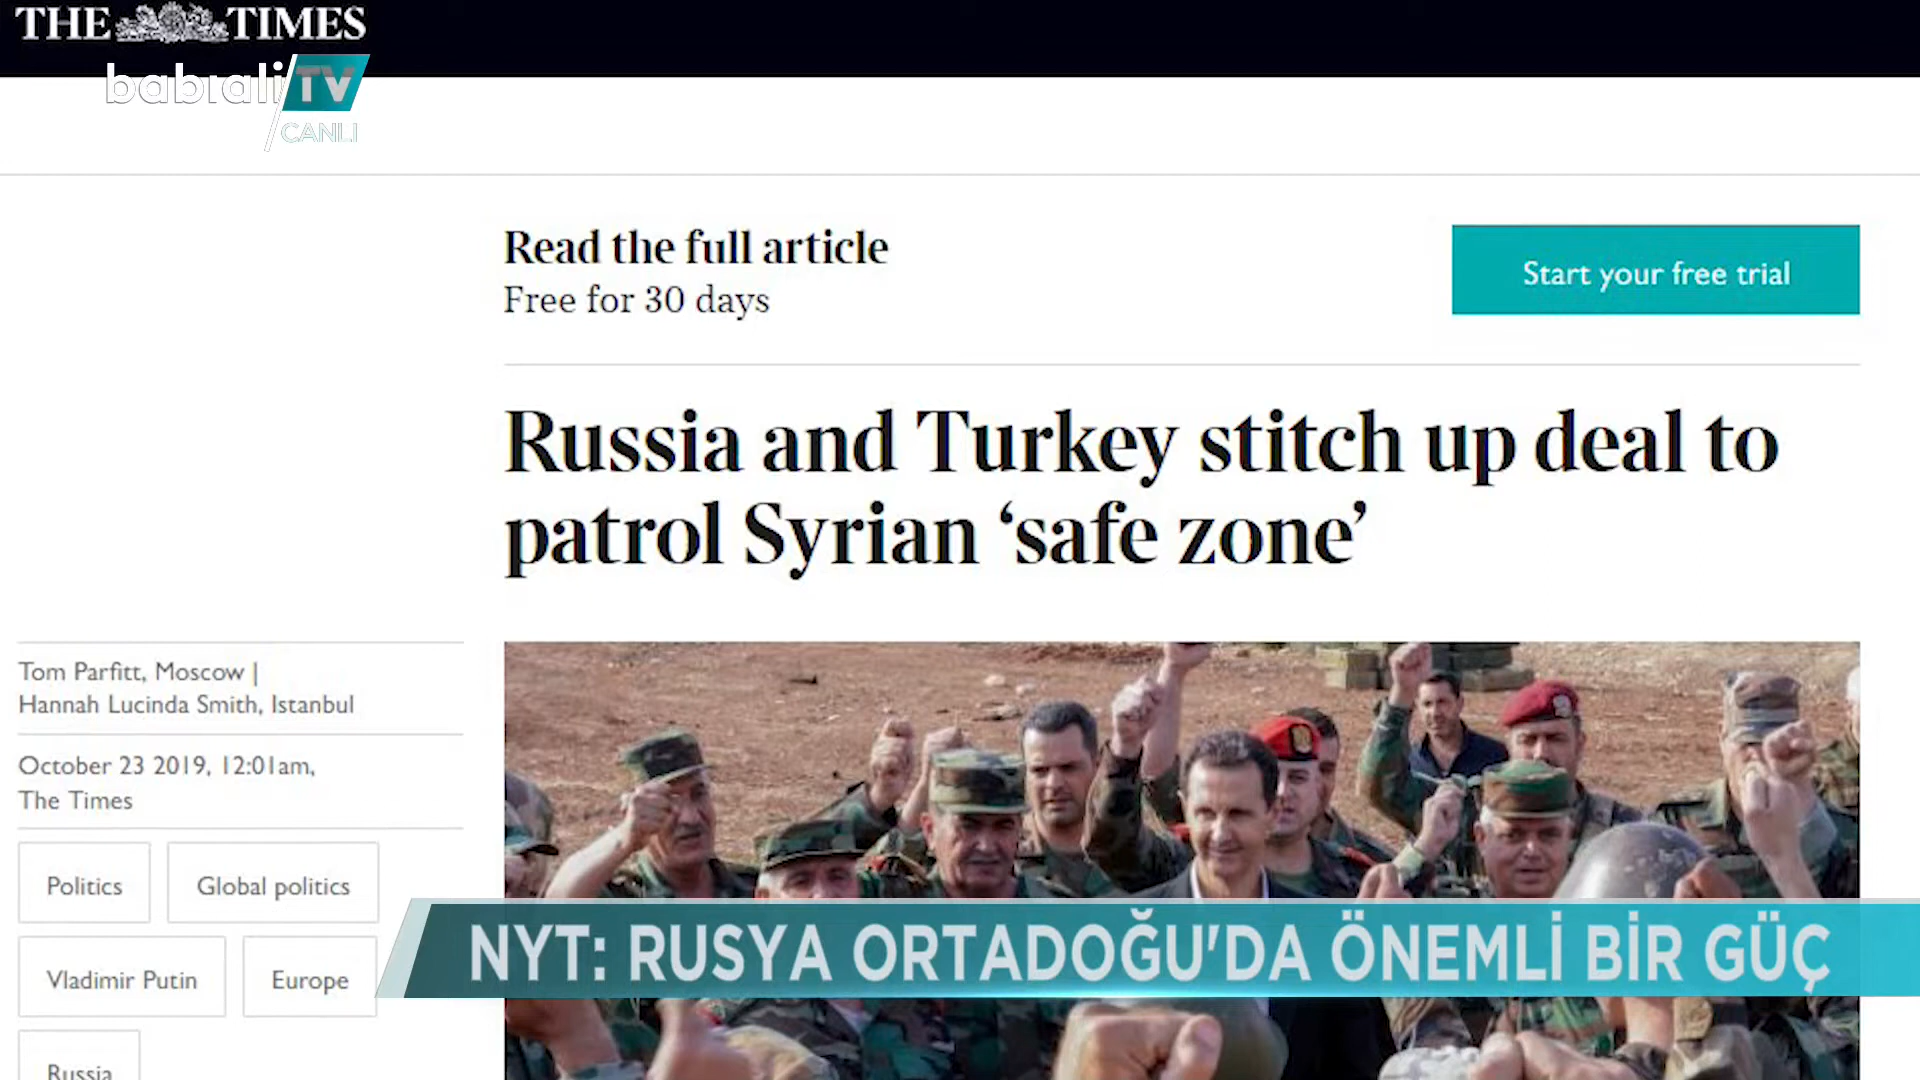 THE TIMES
babıali TV
CANLI
Read the full article
Free for 30 days
Start your free trial
Russia and Turkey stitch up deal to
patrol Syrian ‘safe zone’
Tom Parfitt, Moscow |
Hannah Lucinda Smith, Istanbul
October 23 2019, 12:01am,
The Times
Politics
Global politics
Vladimir Putin
Europe
Russia
NYT: RUSYA ORTADOĞU'DA ÖNEMLİ BİR GÜÇ